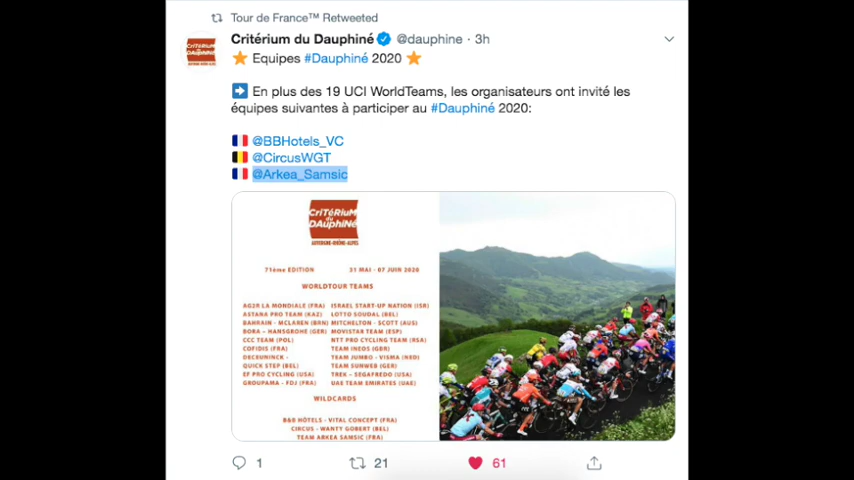 Tour de France™ Retweeted
Critérium du Dauphiné @dauphine · 3h
Equipes #Dauphiné 2020
En plus des 19 UCI WorldTeams, les organisateurs ont invité les
équipes suivantes à participer au #Dauphiné 2020:
@BBHotels_VC
@CircusWGT
@Arkea_Samsic
CRITÉRIUM
DU
DAUPHINÉ
AUVERGNE-RHÔNE-ALPES
71ème EDITION 31 MAI - 07 JUIN 2020
WORLDTOUR TEAMS
AG2R LA MONDIALE (FRA) ISRAEL START-UP NATION (ISR)
ASTANA PRO TEAM (KAZ) LOTTO SOUDAL (BEL)
BAHRAIN - MCLAREN (BRN) MITCHELTON - SCOTT (AUS)
BORA - HANSGROHE (GER) MOVISTAR TEAM (ESP)
CCC TEAM (POL) NTT PRO CYCLING TEAM (RSA)
COFIDIS (FRA) TEAM INEOS (GBR)
DECEUNINCK - TEAM JUMBO - VISMA (NED)
QUICK STEP (BEL) TEAM SUNWEB (GER)
EF PRO CYCLING (USA) TREK - SEGAFREDO (USA)
GROUPAMA - FDJ (FRA) UAE TEAM EMIRATES (UAE)
WILDCARDS
B&B HÔTELS - VITAL CONCEPT (FRA)
CIRCUS - WANTY GOBERT (BEL)
TEAM ARKEA SAMSIC (FRA)
1 21 61